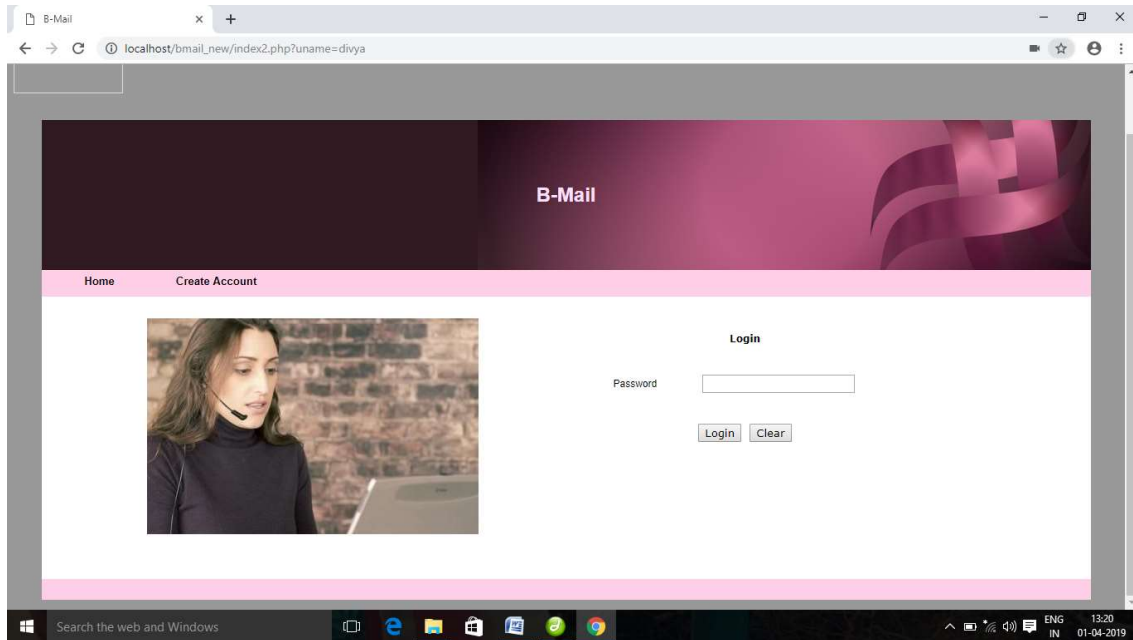 B-Mail
localhost/bmail_new/index2.php?uname=divya
B-Mail
Home Create Account
Login
Password
Login Clear
Search the web and Windows
ENG
IN
13:20
01-04-2019